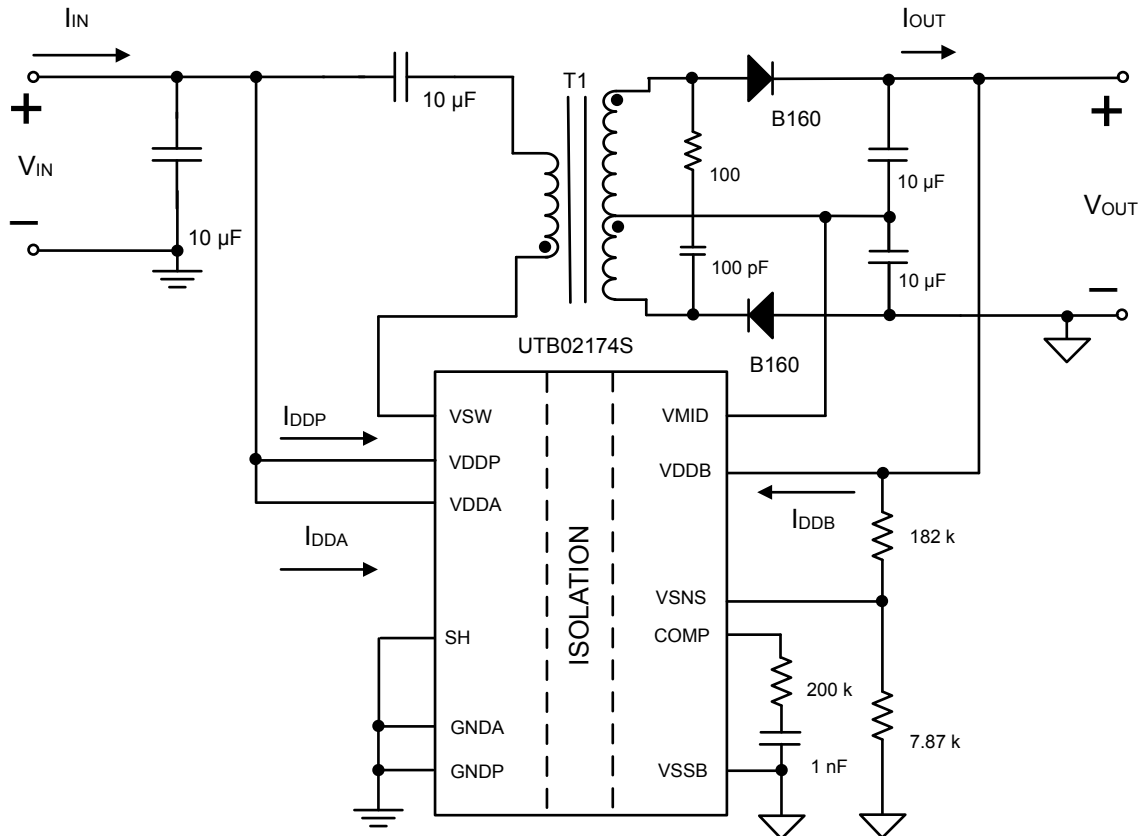 IIN
IOUT
+
10 µF
T1
B160
+
VIN
100
10 µF
VOUT
−
10 µF
100 pF
10 µF
−
UTB02174S
B160
IDDP
VSW
VMID
VDDP
VDDB
VDDA
IDDB
182 k
IDDA
ISOLATION
VSNS
SH
COMP
200 k
GNDA
7.87 k
GNDP
VSSB
1 nF